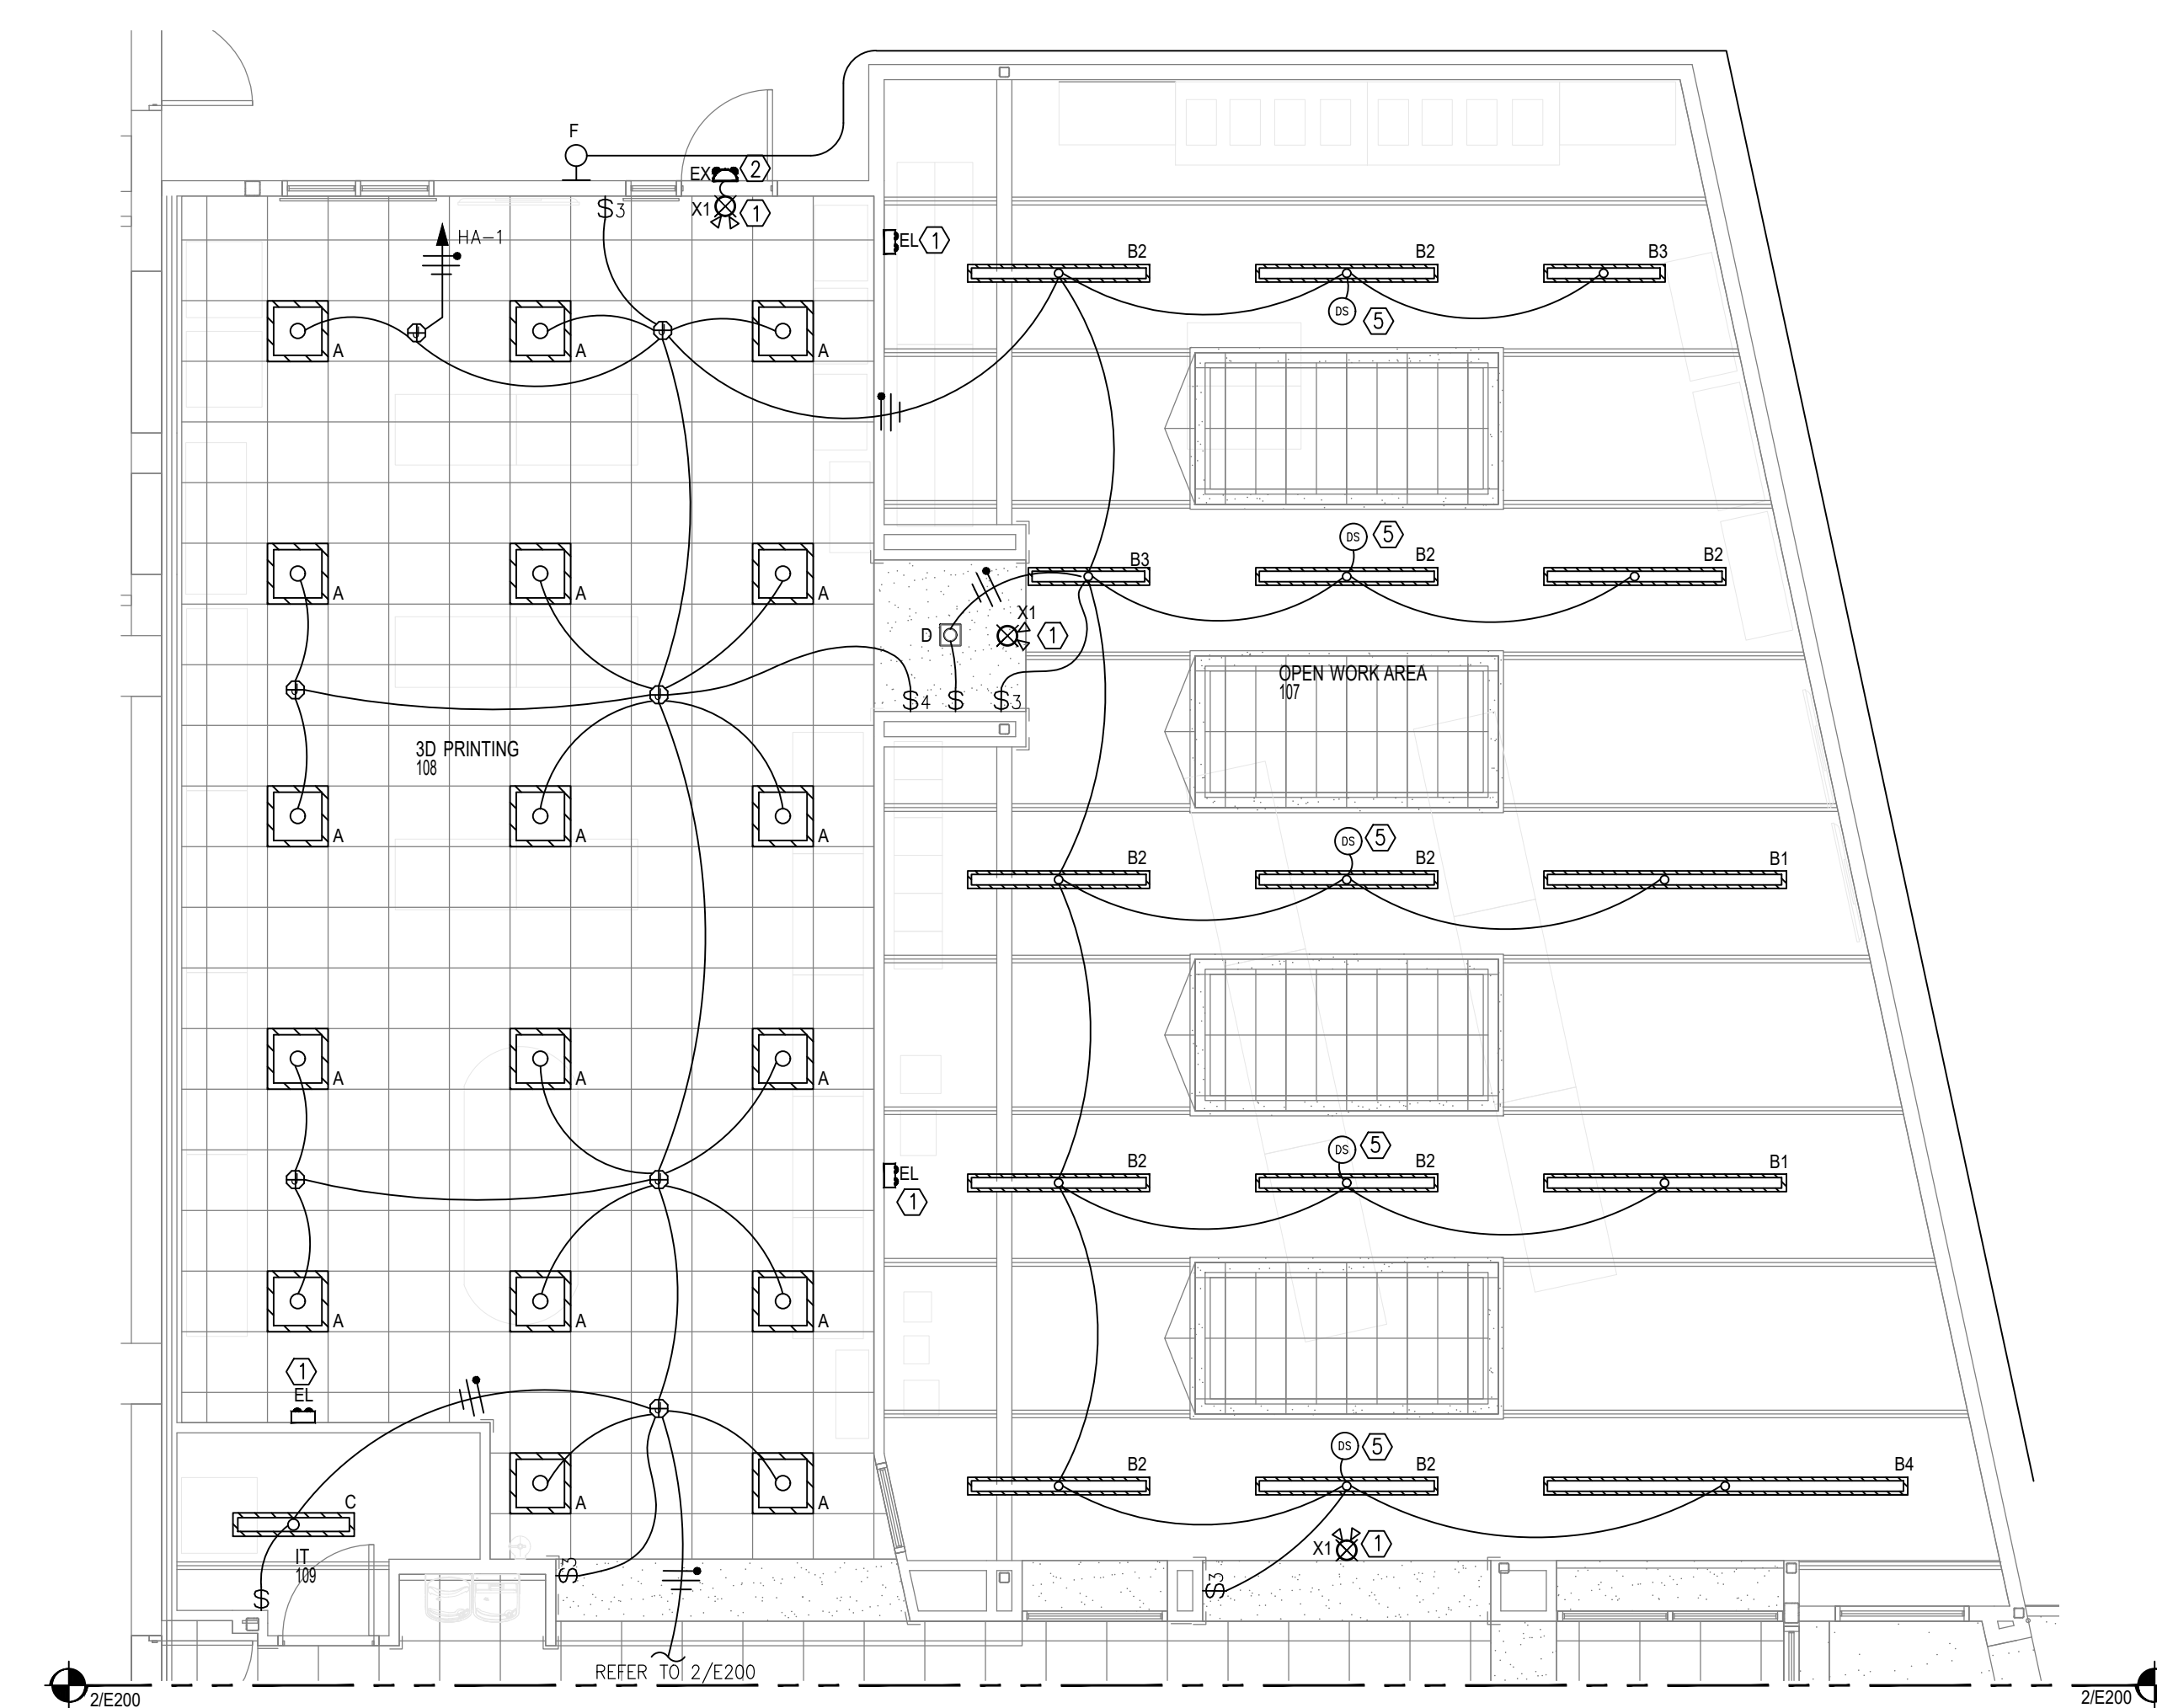 F
EX 2
X1 1
S3
HA-1
EL 1
B2
B2
B3
DS 5
A
A
A
DS 5
B3
B2
B2
A
A
A
X1
D
1
OPEN WORK AREA
107
S4
S
S3
3D PRINTING
108
DS 5
A
A
A
B2
B2
B1
A
A
A
DS 5
B2
B2
B1
EL
1
A
A
A
1
EL
DS 5
B2
B2
B4
C
A
A
X1 1
IT
109
S3
S3
S
REFER TO 2/E200
2/E200
2/E200